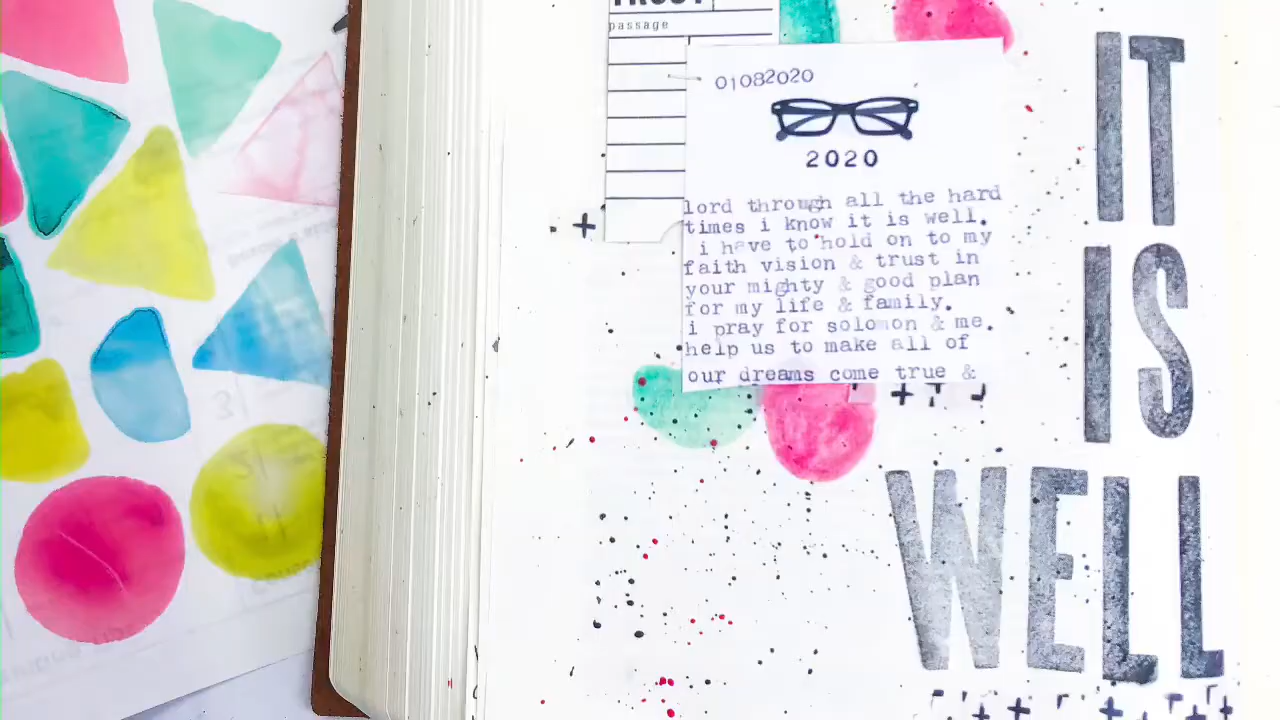 TRUST
passage
01082020
2020
lord through all the hard
times i know it is well.
i have to hold on to my
faith vision & trust in
your mighty & good plan
for my life & family.
i pray for solomon & me.
help us to make all of
our dreams come true &
IT
IS
WELL